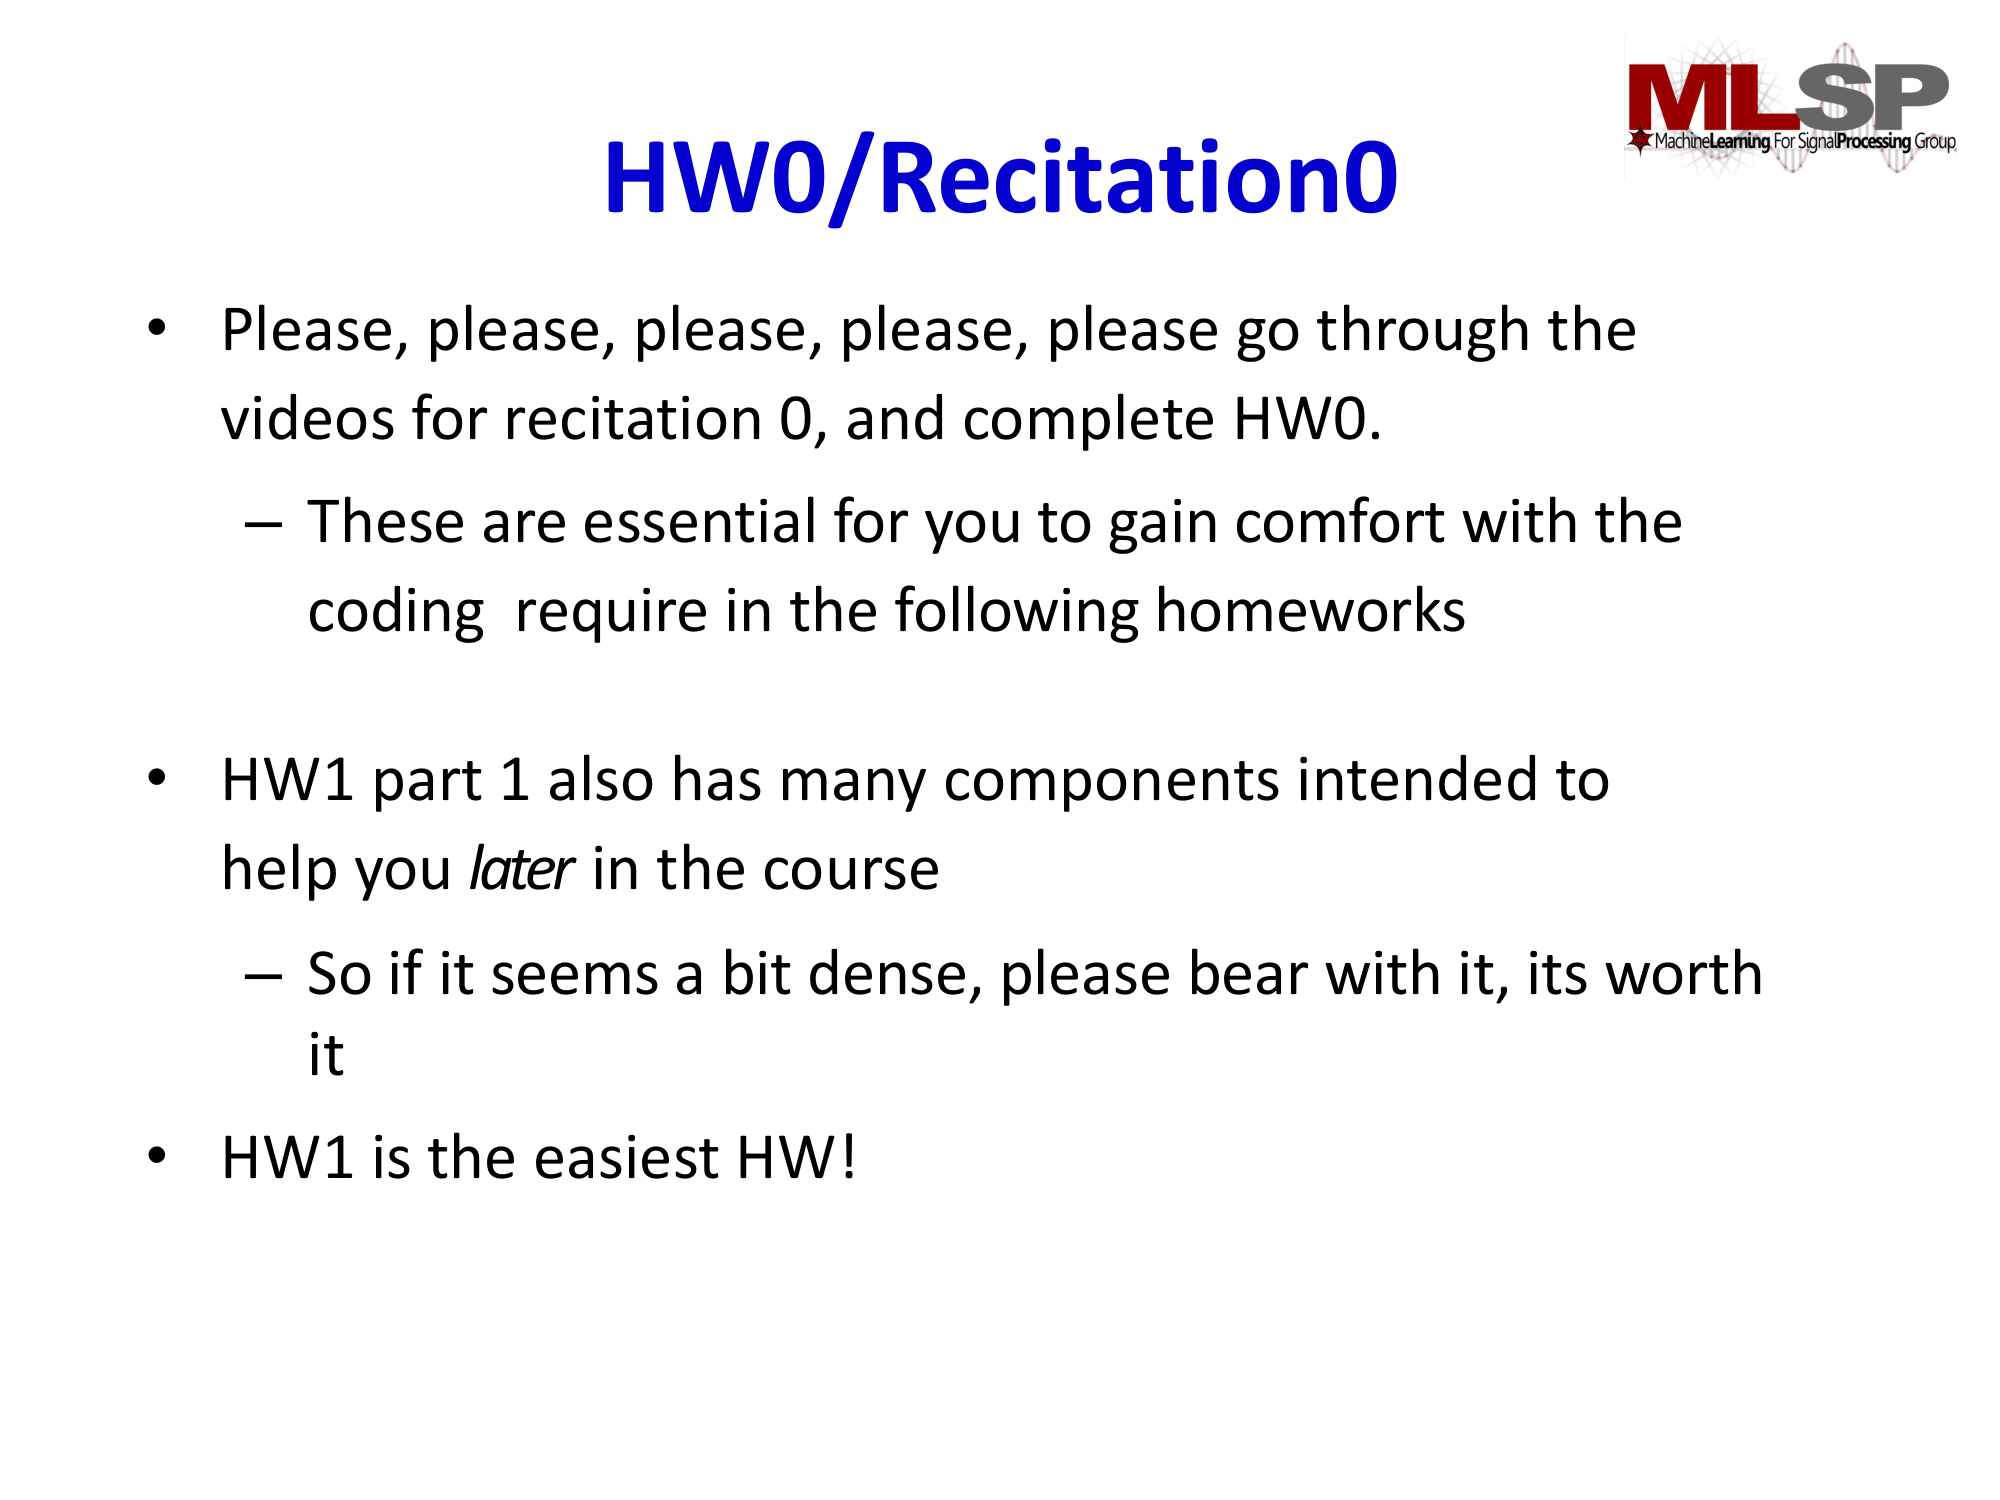 MLSP
MachineLearning For SignalProcessing Group
HW0/Recitation0
• Please, please, please, please, please go through the
videos for recitation 0, and complete HW0.
– These are essential for you to gain comfort with the
coding  require in the following homeworks
• HW1 part 1 also has many components intended to
help you later in the course
– So if it seems a bit dense, please bear with it, its worth
it
• HW1 is the easiest HW!